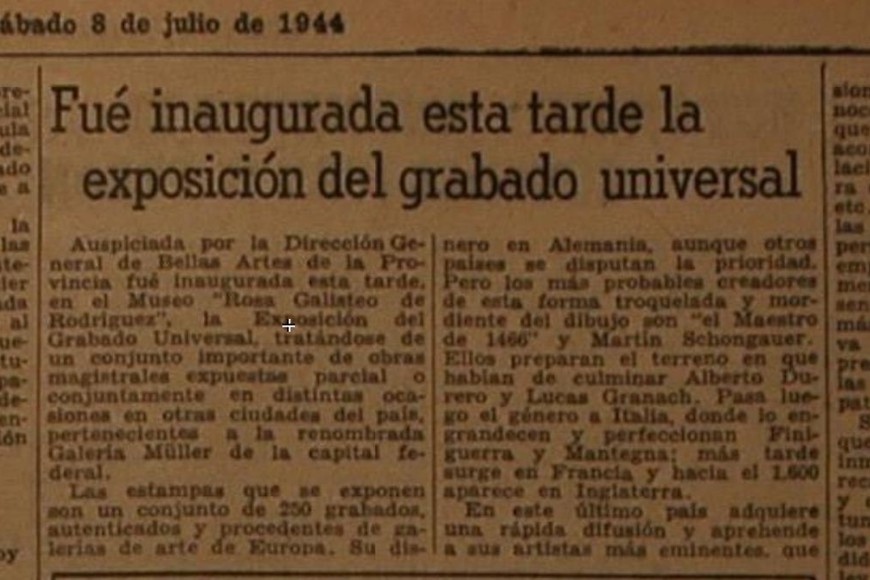 ábado 8 de julio de 1944
Fué inaugurada esta tarde la
exposición del grabado universal
Auspiciada por la Dirección Ge-
neral de Bellas Artes de la Pro-
vincia fué inaugurada esta tarde,
en el Museo "Rosa Galisteo de
Rodríguez", la Exposición del
Grabado Universal, tratándose de
un conjunto importante de obras
magistrales expuestas parcial o
conjuntamente en distintas oca-
siones en otras ciudades del país,
pertenecientes a la renombrada
Galería Müller de la capital fe-
deral.
Las estampas que se exponen
son un conjunto de 250 grabados,
autenticados y procedentes de ga-
lerías de arte de Europa. Su dis-
nero en Alemania, aunque otros
países se disputan la prioridad.
Pero los más probables creadores
de esta forma troquelada y mor-
diente del dibujo son "el Maestro
de 1466" y Martín Schongauer.
Ellos preparan el terreno en que
habían de culminar Alberto Du-
rero y Lucas Granach. Pasa lue-
go el género a Italia, donde lo en-
grandecen y perfeccionan Fini-
guerra y Mantegna; más tarde
surge en Francia y hacia el 1.600
aparece en Inglaterra.
En este último país adquiere
una rápida difusión y aprehende
a sus artistas más eminentes, que